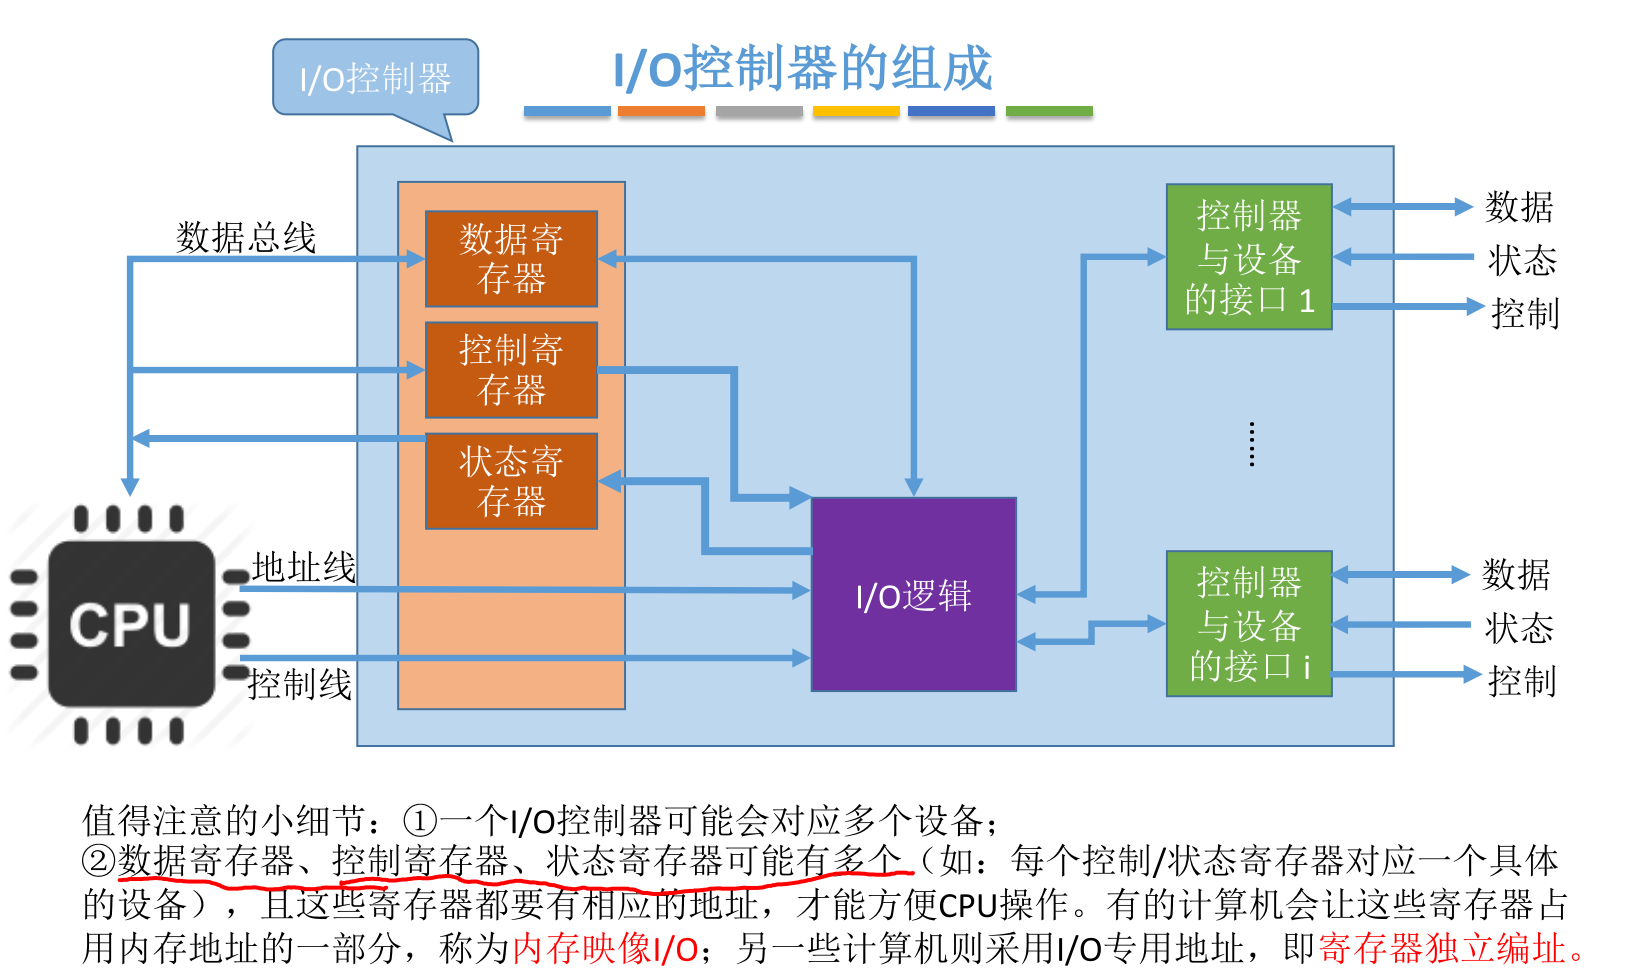 I/O控制器
I/O控制器的组成
数据总线
数据寄
存器
控制寄
存器
状态寄
存器
地址线
CPU
控制线
I/O逻辑
控制器
与设备
的接口 1
数据
状态
控制
……
控制器
与设备
的接口 i
数据
状态
控制
值得注意的小细节：①一个I/O控制器可能会对应多个设备；
②数据寄存器、控制寄存器、状态寄存器可能有多个（如：每个控制/状态寄存器对应一个具体
的设备），且这些寄存器都要有相应的地址，才能方便CPU操作。有的计算机会让这些寄存器占
用内存地址的一部分，称为内存映像I/O；另一些计算机则采用I/O专用地址，即寄存器独立编址。